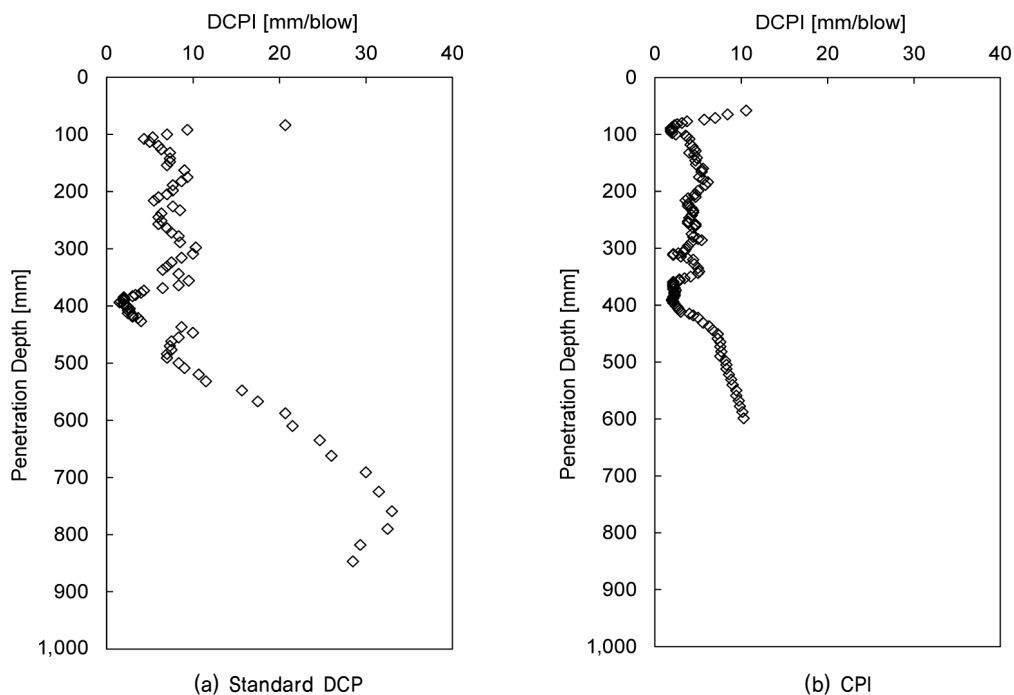 DCPI [mm/blow]
0 10 20 30 40
0
100
200
300
400
500
600
700
800
900
1,000
Penetration Depth [mm]
(a) Standard DCP
DCPI [mm/blow]
0 10 20 30 40
0
100
200
300
400
500
600
700
800
900
1,000
Penetration Depth [mm]
(b) CPI